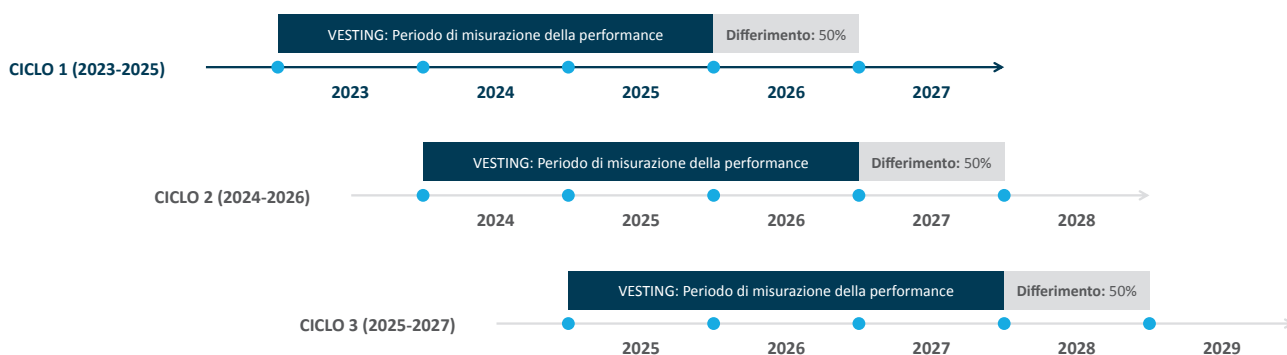 VESTING: Periodo di misurazione della performance Differimento: 50%
CICLO 1 (2023-2025)
2023 2024 2025 2026 2027
VESTING: Periodo di misurazione della performance Differimento: 50%
CICLO 2 (2024-2026)
2024 2025 2026 2027 2028
VESTING: Periodo di misurazione della performance Differimento: 50%
CICLO 3 (2025-2027)
2025 2026 2027 2028 2029